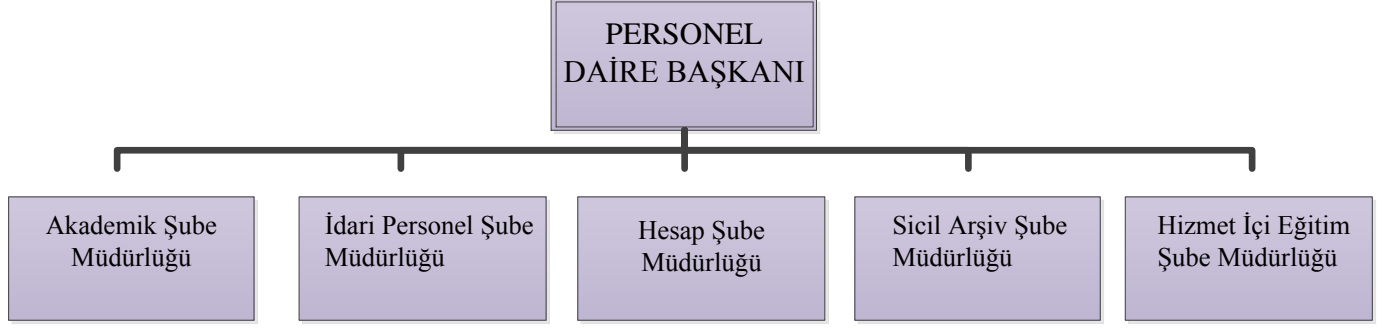 PERSONEL
DAİRE BAŞKANI
Akademik Şube
Müdürlüğü
İdari Personel Şube
Müdürlüğü
Hesap Şube
Müdürlüğü
Sicil Arşiv Şube
Müdürlüğü
Hizmet İçi Eğitim
Şube Müdürlüğü